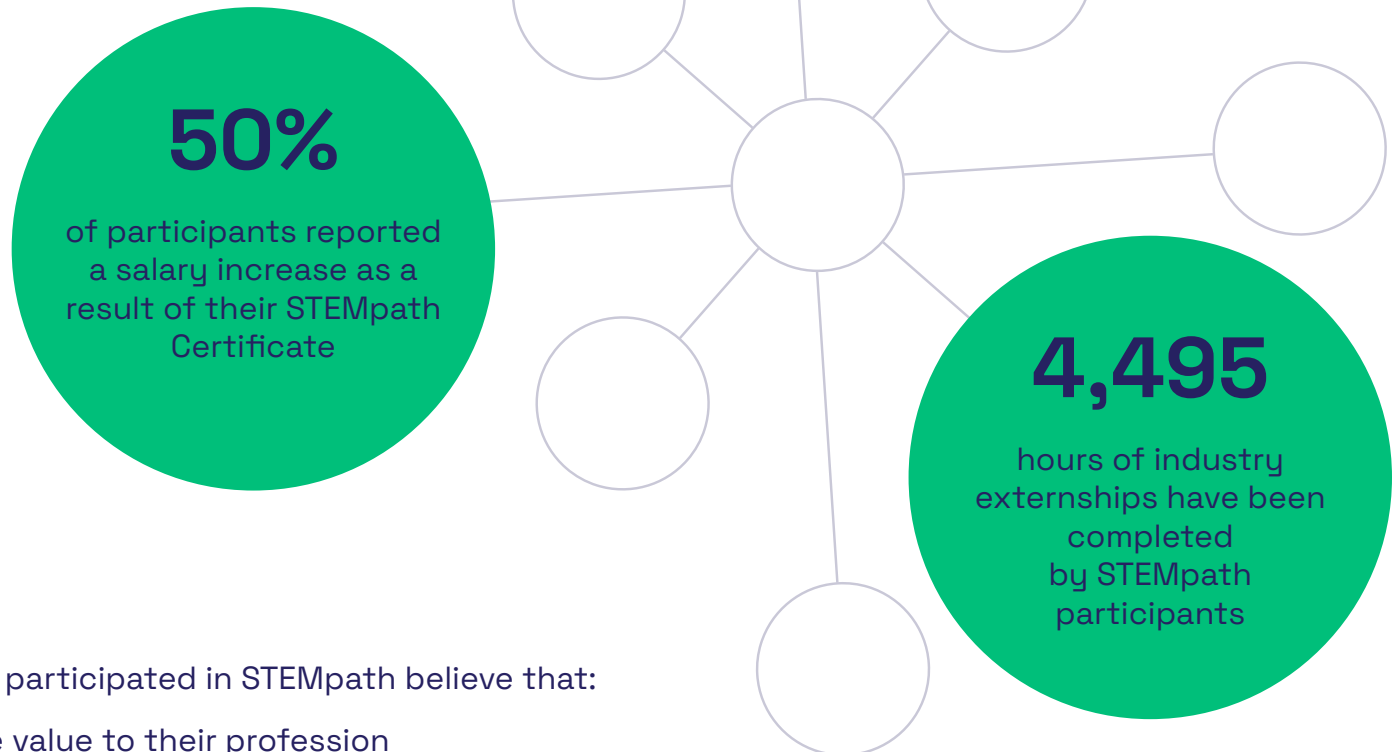 50%
of participants reported
a salary increase as a
result of their STEMpath
Certificate
4,495
hours of industry
externships have been
completed
by STEMpath
participants
participated in STEMpath believe that:
value to their profession